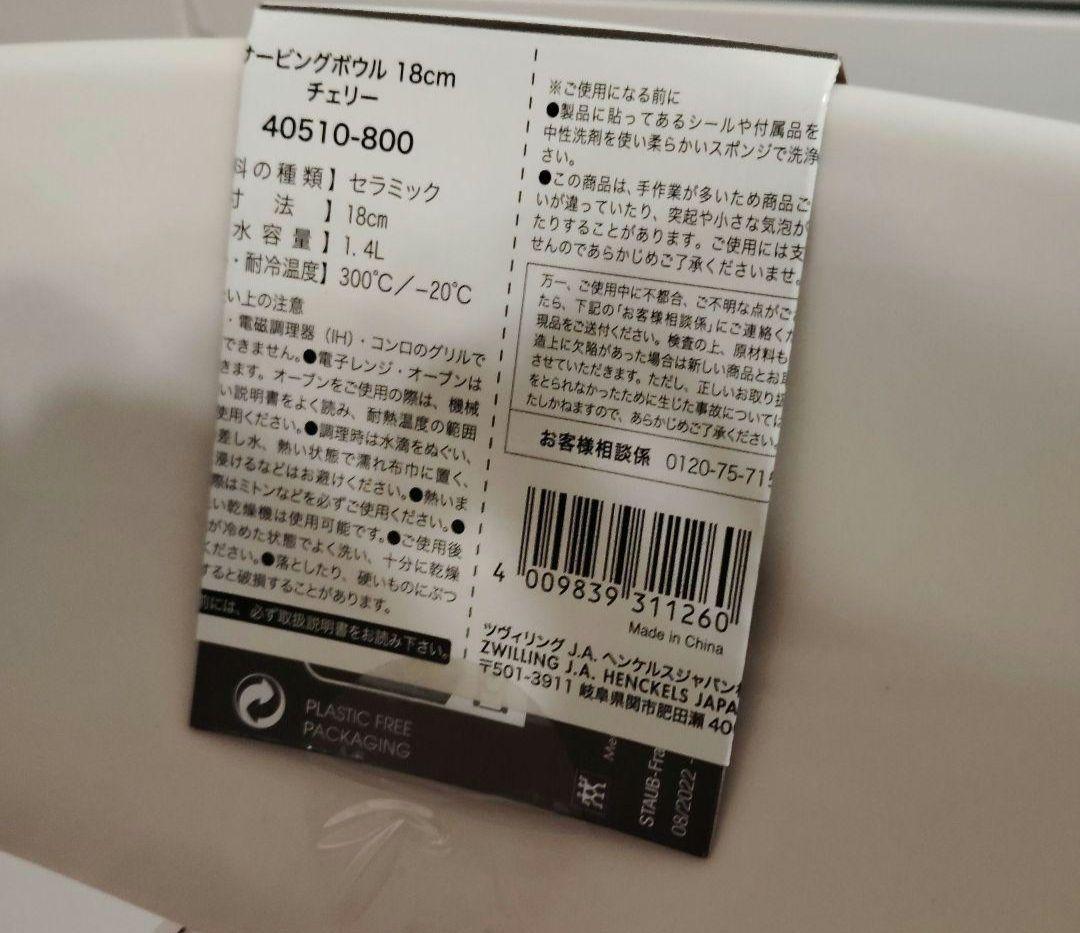 ービングボウル 18cm
チェリー
40510-800
の種類】セラミック
法 】18cm
水容量】1.4L
・耐冷温度】300℃／−20℃
い上の注意
・電磁調理器（IH）・コンロのグリルで
できません。●電子レンジ・オーブンは
きます。オーブンをご使用の際は、機械
い説明書をよく読み、耐熱温度の範囲
使用ください。●調理時は水滴をぬぐい、
差し水、熱い状態で濡れ布巾に置く、
浸けるなどはお避けください。●熱いま
際はミトンなどを必ずご使用ください。●
い乾燥機は使用可能です。●ご使用後
が冷めた状態でよく洗い、十分に乾燥
ください。●落としたり、硬いものにぶつ
すると破損することがあります。
前には、必ず取扱説明書をお読み下さい。
PLASTIC FREE
PACKAGING
※ご使用になる前に
●製品に貼ってあるシールや付属品を
中性洗剤を使い柔らかいスポンジで洗浄
さい。
●この商品は、手作業が多いため商品ご
いが違っていたり、突起や小さな気泡が
たりすることがあります。ご使用には支
せんのであらかじめご了承くださいませ。
万一、ご使用中に不都合、ご不明な点がご
たら、下記の「お客様相談係」にご連絡くだ
現品をご送付ください。検査の上、原材料も
造上に欠陥があった場合は新しい商品とお取
させていただきます。ただし、正しいお取り扱
をとられなかったために生じた事故については
たしかねますので、あらかじめご了承ください。
お客様相談係 0120-75-71
4 009839 311260
Made in China
ツヴィリング J.A. ヘンケルスジャパン
ZWILLING J.A. HENCKELS JAPA
〒501-3911 岐阜県関市肥田瀬 40
Me
STAUB-Fra
08/2022